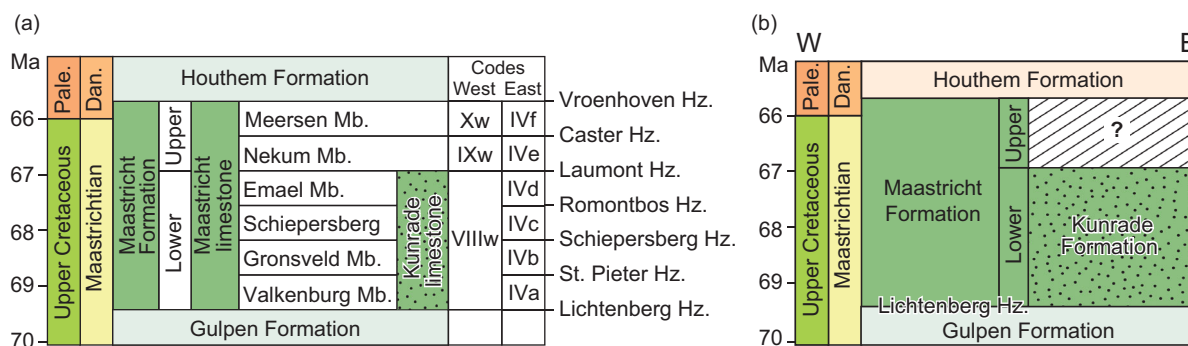 (a)
Ma
Pale.
Dan.
Houthem Formation
Codes
West East
Vroenhoven Hz.
66
Upper Cretaceous
Maastrichtian
Maastricht
Formation
Upper
Lower
Maastricht
limestone
Meersen Mb.
Xw
IVf
Caster Hz.
Nekum Mb.
IXw
IVe
67
Laumont Hz.
Emael Mb.
Kunrade
limestone
VIIIw
IVd
Romontbos Hz.
Schiepersberg
IVc
68
Schiepersberg Hz.
Gronsveld Mb.
IVb
St. Pieter Hz.
69
Valkenburg Mb.
IVa
Lichtenberg Hz.
Gulpen Formation
70
(b)
W
E
Ma
Pale.
Dan.
Houthem Formation
66
Upper Cretaceous
Maastrichtian
Upper
?
67
Maastricht
Formation
Lower
Kunrade
Formation
68
69
Lichtenberg Hz.
Gulpen Formation
70